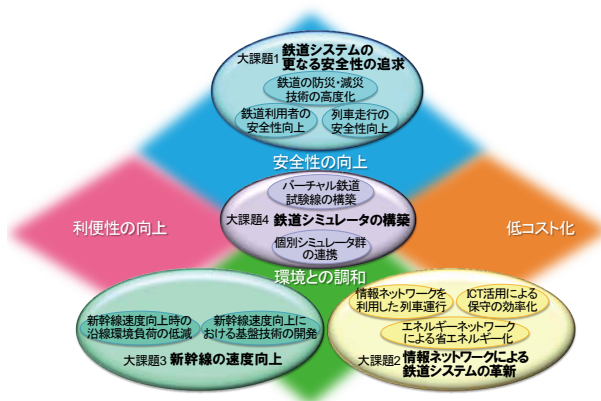 大課題1 鉄道システムの
更なる安全性の追求
鉄道の防災・減災
技術の高度化
鉄道利用者の
安全性向上
列車走行の
安全性向上
安全性の向上
利便性の向上
バーチャル鉄道
試験線の構築
大課題4 鉄道シミュレータの構築
個別シミュレータ群
の連携
低コスト化
環境との調和
新幹線速度向上時の
沿線環境負荷の低減
新幹線速度向上に
おける基盤技術の開発
大課題3 新幹線の速度向上
情報ネットワークを
利用した列車運行
ICT活用による
保守の効率化
エネルギーネットワーク
による省エネルギー化
大課題2 情報ネットワークによる
鉄道システムの革新